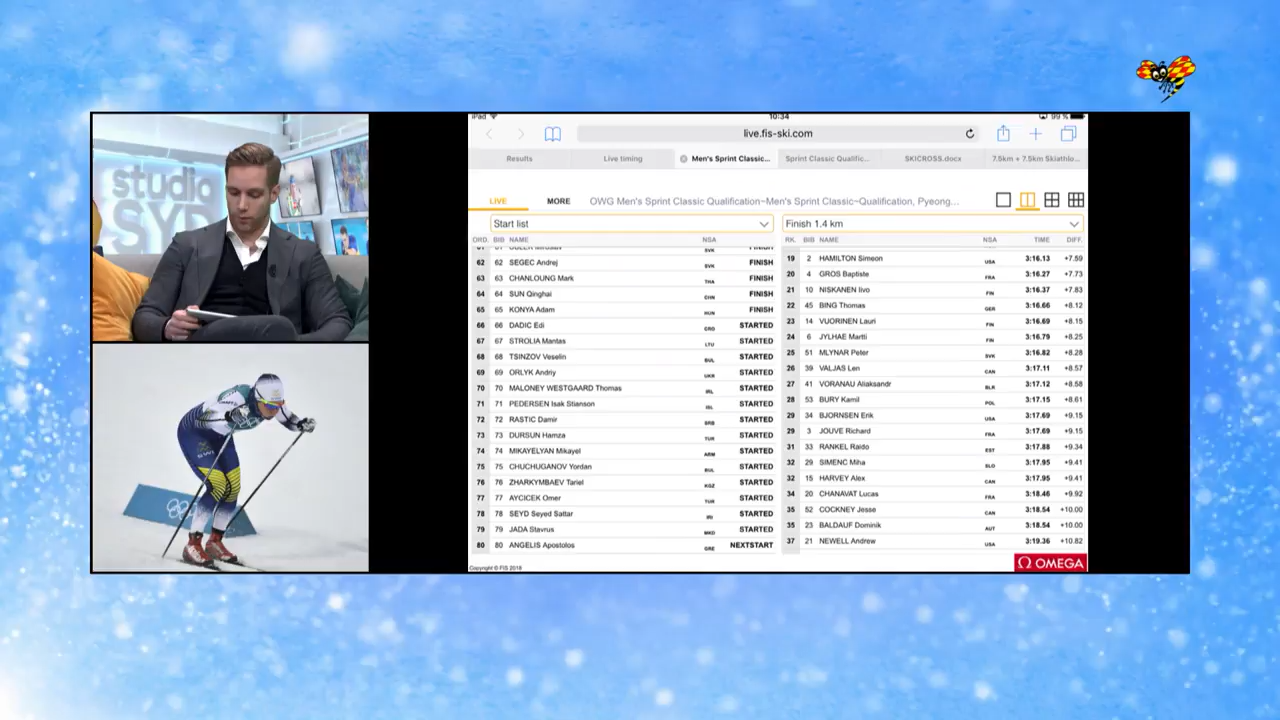 studio
SYD
SWE
iPad
10:34
99 %
live.fis-ski.com
Results
Live timing
Men's Sprint Classic...
Sprint Classic Qualific...
SKICROSS.docx
7.5km + 7.5km Skiathlo...
LIVE
MORE
OWG Men's Sprint Classic Qualification~Men's Sprint Classic~Qualification, Pyeong...
Start list
ORD. BIB NAME NSA
62 62 SEGEC Andrej SVK FINISH
63 63 CHANLOUNG Mark THA FINISH
64 64 SUN Qinghai CHN FINISH
65 65 KONYA Adam HUN FINISH
66 66 DADIC Edi CRO STARTED
67 67 STROLIA Mantas LTU STARTED
68 68 TSINZOV Veselin BUL STARTED
69 69 ORLYK Andriy UKR STARTED
70 70 MALONEY WESTGAARD Thomas IRL STARTED
71 71 PEDERSEN Isak Stianson ISL STARTED
72 72 RASTIC Damir SRB STARTED
73 73 DURSUN Hamza TUR STARTED
74 74 MIKAYELYAN Mikayel ARM STARTED
75 75 CHUCHUGANOV Yordan BUL STARTED
76 76 ZHARKYMBAEV Tariel KGZ STARTED
77 77 AYCICEK Omer TUR STARTED
78 78 SEYD Seyed Sattar IRI STARTED
79 79 JADA Stavrus MKD STARTED
80 80 ANGELIS Apostolos GRE NEXTSTART
Copyright © FIS 2018
Finish 1.4 km
RK. BIB NAME NSA TIME DIFF.
19 2 HAMILTON Simeon USA 3:16.13 +7.59
20 4 GROS Baptiste FRA 3:16.27 +7.73
21 10 NISKANEN Iivo FIN 3:16.37 +7.83
22 45 BING Thomas GER 3:16.66 +8.12
23 14 VUORINEN Lauri FIN 3:16.69 +8.15
24 6 JYLHAE Martti FIN 3:16.79 +8.25
25 51 MLYNAR Peter SVK 3:16.82 +8.28
26 39 VALJAS Len CAN 3:17.11 +8.57
27 41 VORANAU Aliaksandr BLR 3:17.12 +8.58
28 53 BURY Kamil POL 3:17.15 +8.61
29 34 BJORNSEN Erik USA 3:17.69 +9.15
29 3 JOUVE Richard FRA 3:17.69 +9.15
31 33 RANKEL Raido EST 3:17.88 +9.34
32 29 SIMENC Miha SLO 3:17.95 +9.41
32 15 HARVEY Alex CAN 3:17.95 +9.41
34 20 CHANAVAT Lucas FRA 3:18.46 +9.92
35 52 COCKNEY Jesse CAN 3:18.54 +10.00
35 23 BALDAUF Dominik AUT 3:18.54 +10.00
37 21 NEWELL Andrew USA 3:19.36 +10.82
Ω OMEGA